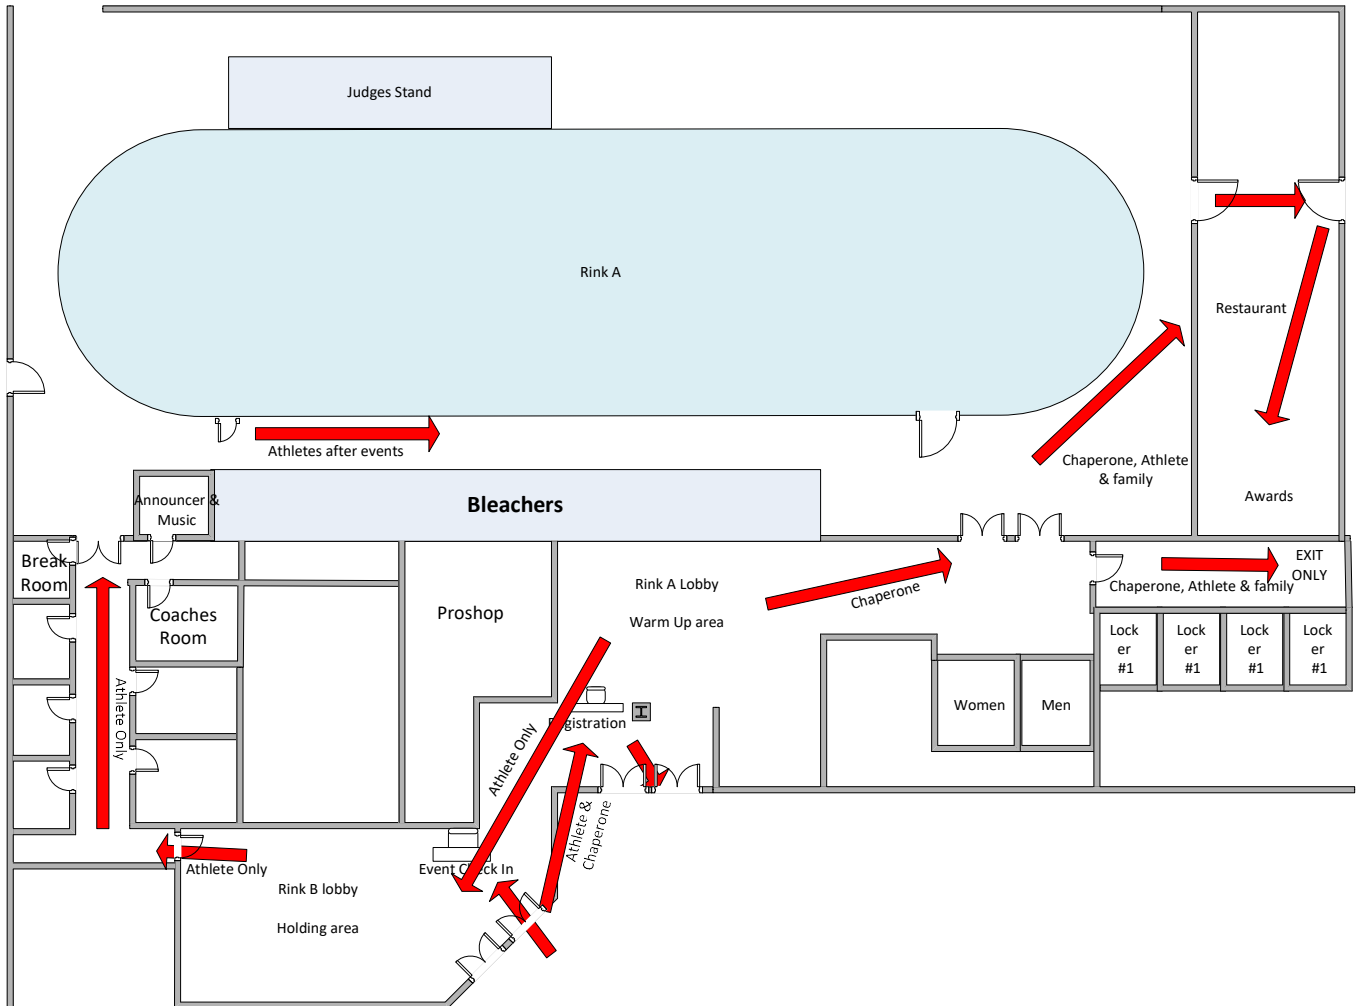 Judges Stand
Rink A
Restaurant
Athletes after events
Chaperone, Athlete
& family
Awards
Announcer &
Music
Bleachers
Break
Room
Coaches
Room
Proshop
Rink A Lobby
Warm Up area
Chaperone
EXIT
ONLY
Chaperone, Athlete & family
Lock
er
#1
Lock
er
#1
Lock
er
#1
Lock
er
#1
Women
Men
Athlete Only
Athlete Only
Athlete &
Chaperone
Event Check In
Athlete Only
Rink B lobby
Holding area